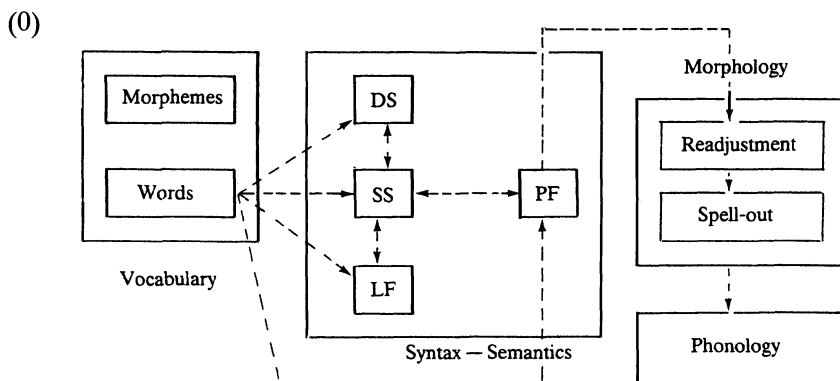 (0)
Morphemes
Words
Vocabulary
DS
SS
PF
LF
Syntax — Semantics
Morphology
Readjustment
Spell-out
Phonology